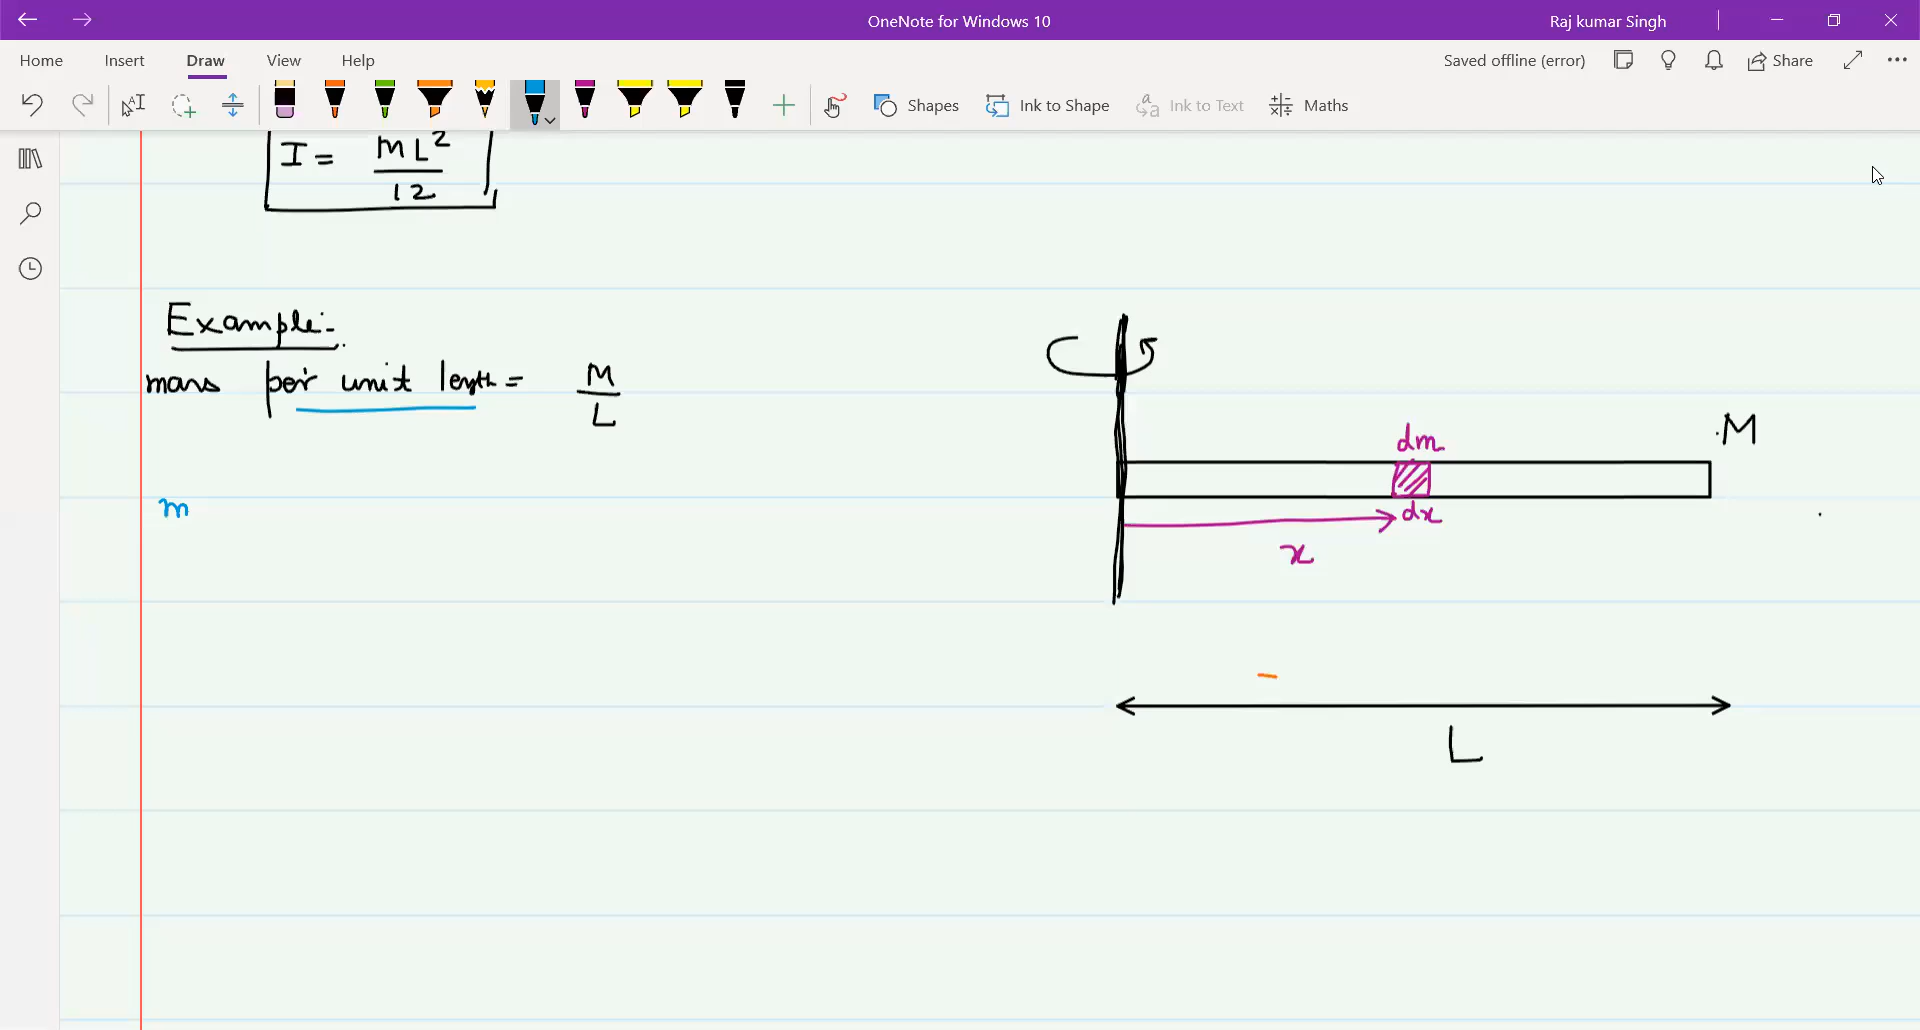 OneNote for Windows 10
Raj kumar Singh
Home Insert Draw View Help
Saved offline (error) Share
Shapes Ink to Shape Ink to Text Maths
I = ML²/12
Example:-
mass per unit length = M/L
m
M
dm
dx
x
L